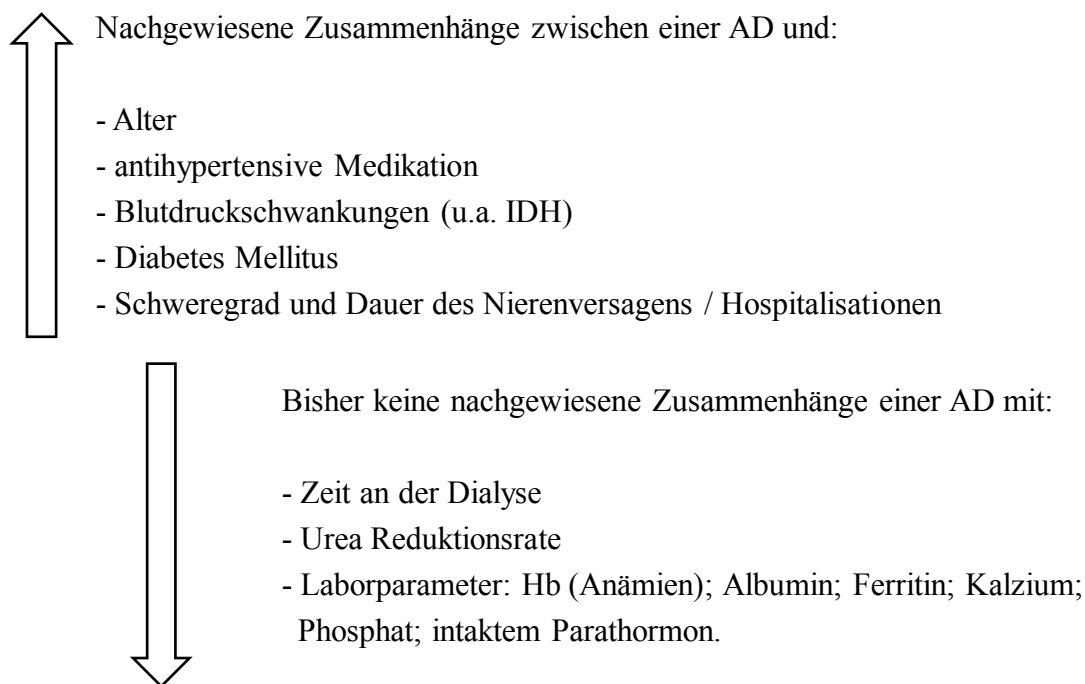 Nachgewiesene Zusammenhänge zwischen einer AD und:
- Alter
- antihypertensive Medikation
- Blutdruckschwankungen (u.a. IDH)
- Diabetes Mellitus
- Schweregrad und Dauer des Nierenversagens / Hospitalisationen
Bisher keine nachgewiesene Zusammenhänge einer AD mit:
- Zeit an der Dialyse
- Urea Reduktionsrate
- Laborparameter: Hb (Anämien); Albumin; Ferritin; Kalzium;
Phosphat; intaktem Parathormon.